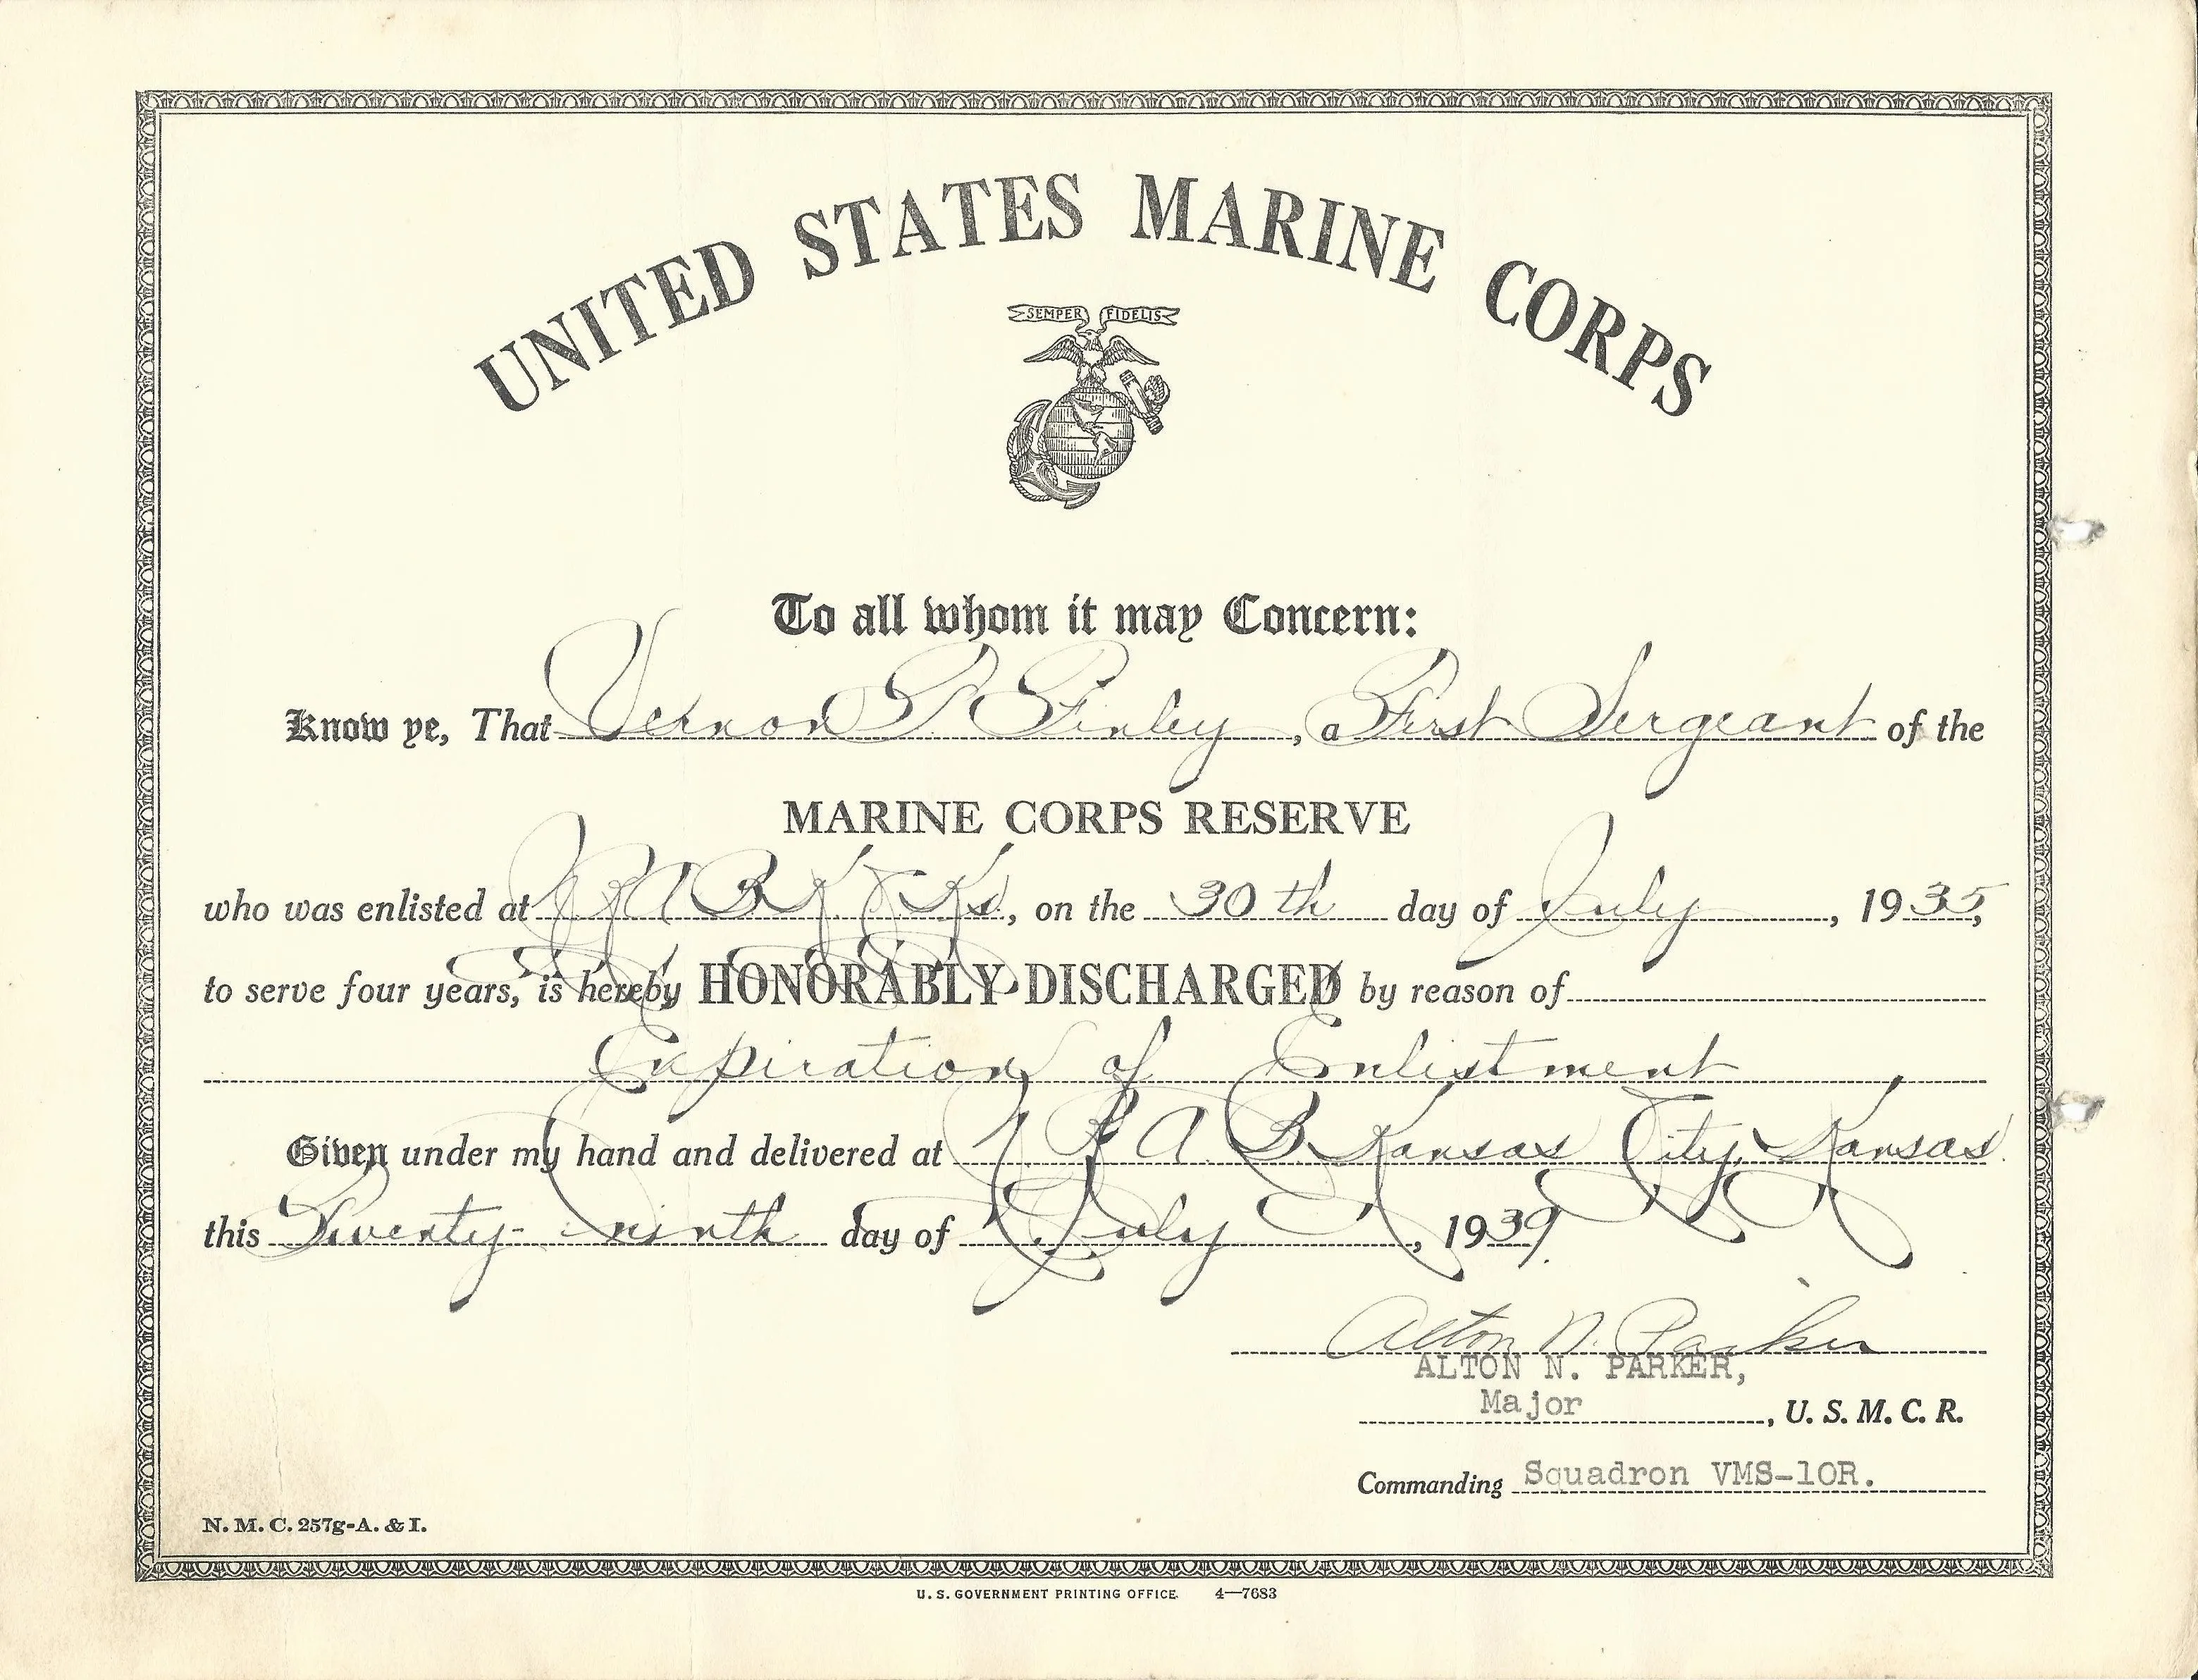 UNITED STATES MARINE CORPS
SEMPER FIDELIS
To all whom it may Concern:
Know ye, That Vernon F. Finley, a First Sergeant of the
MARINE CORPS RESERVE
who was enlisted at NRAB K C Ks, on the 30th day of July, 1935,
to serve four years, is hereby HONORABLY DISCHARGED by reason of
Expiration of Enlistment
Given under my hand and delivered at N R A B Kansas City, Kansas.
this Twenty-ninth day of July, 1939.
Alton N. Parker
ALTON N. PARKER,
Major, U. S. M. C. R.
Commanding Squadron VMS-10R.
N. M. C. 257g-A. & I.
U. S. GOVERNMENT PRINTING OFFICE 4—7683